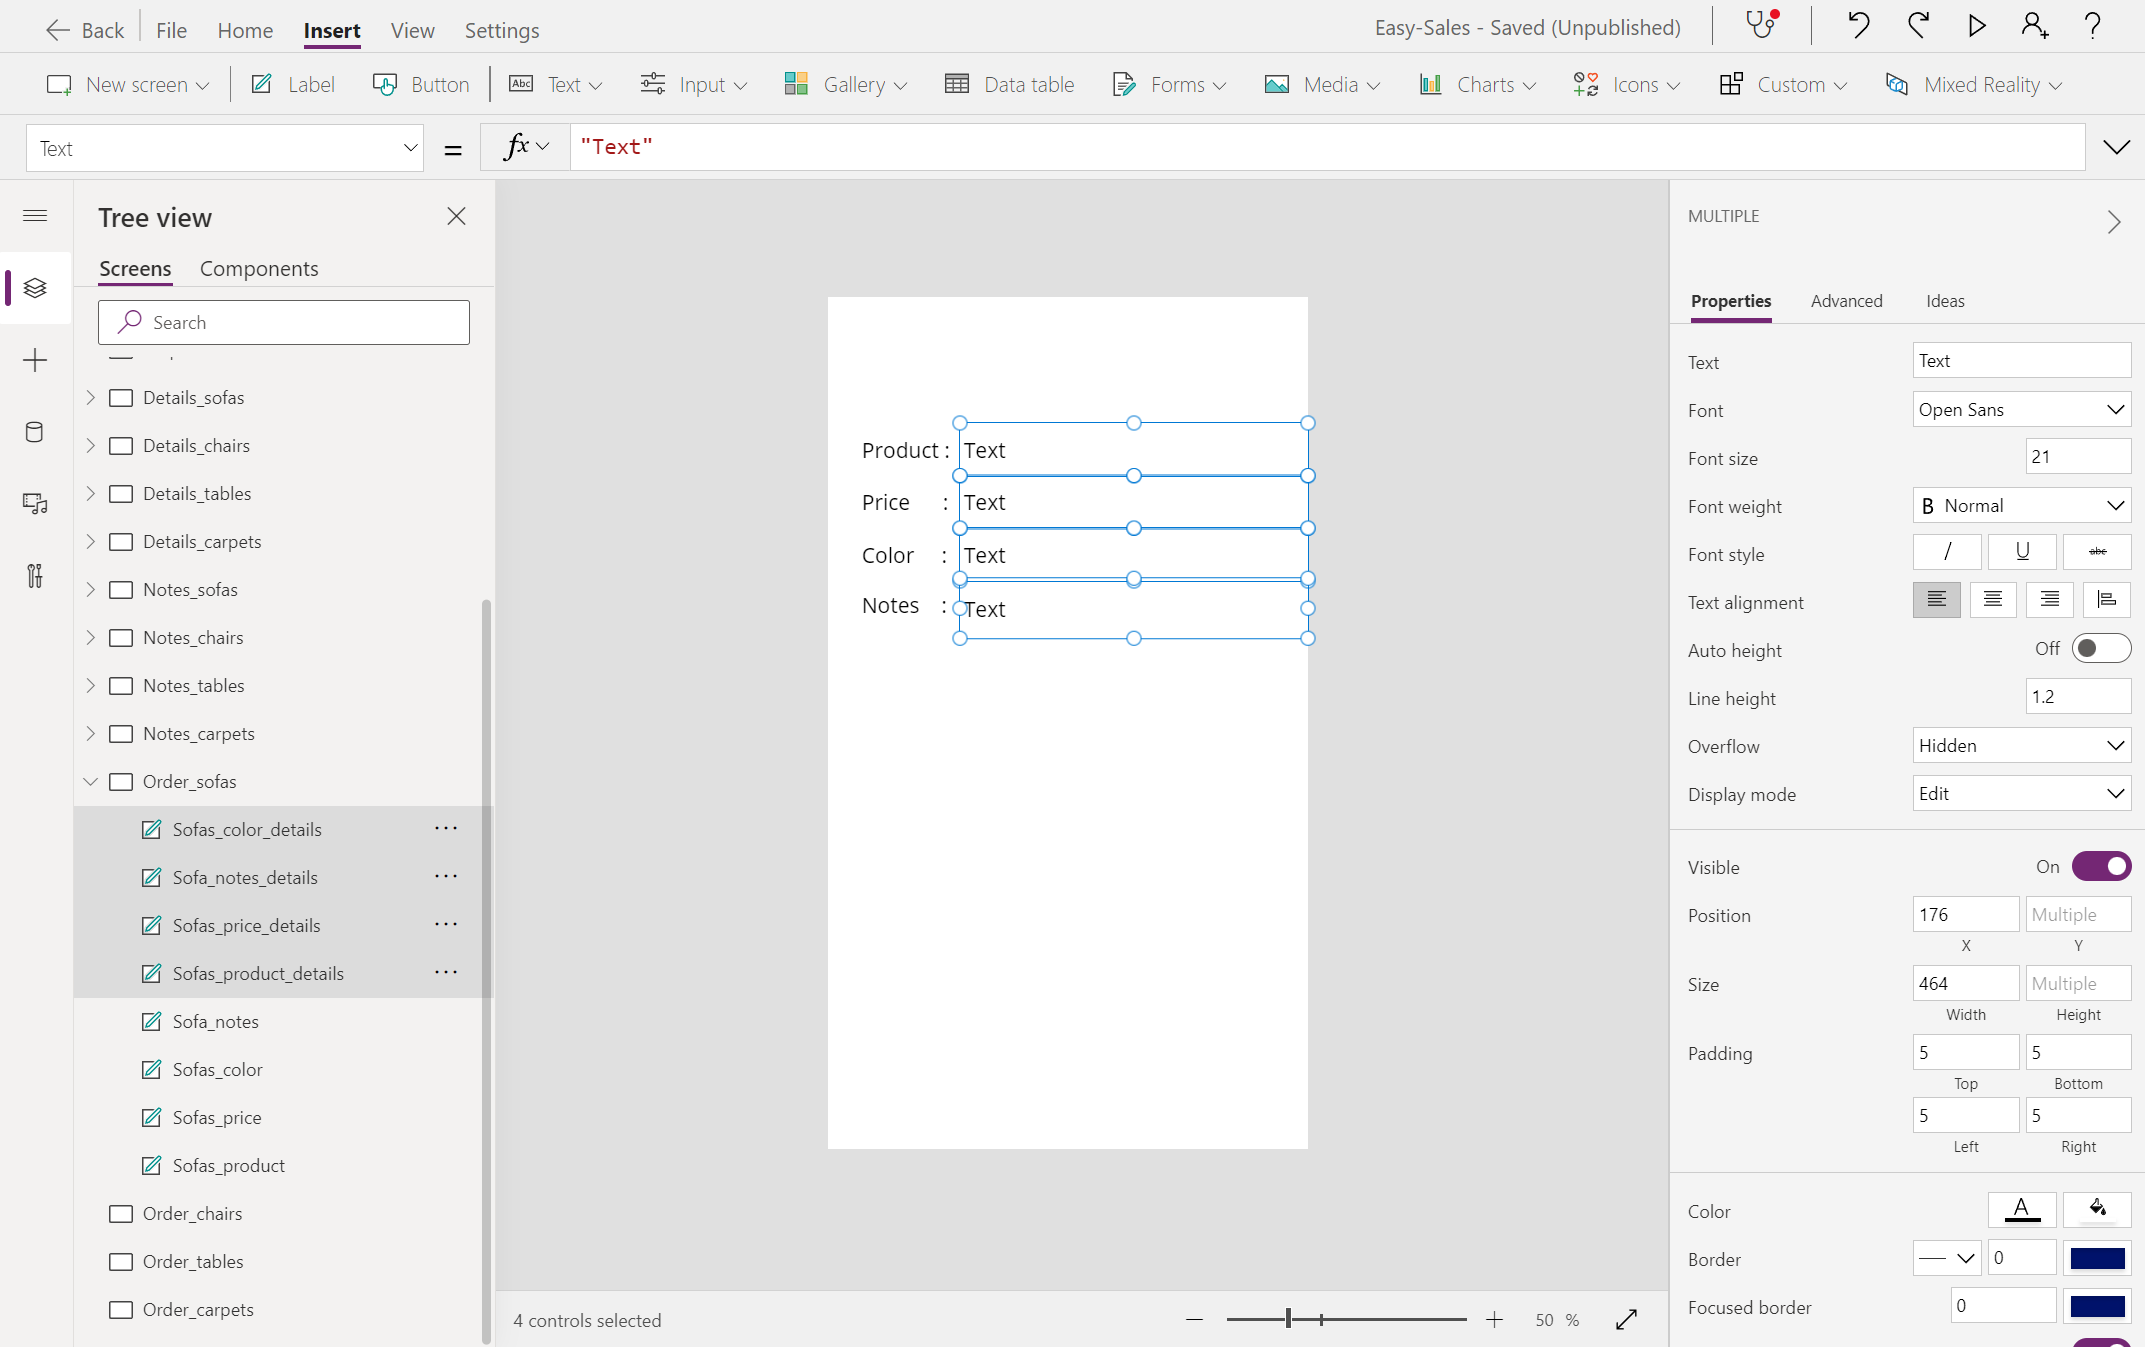 Back
File
Home
Insert
View
Settings
Easy-Sales - Saved (Unpublished)
?
New screen
Label
Button
Abc
Text
Input
Gallery
Data table
Forms
Media
Charts
Icons
Custom
Mixed Reality
Text
=
fx
"Text"
Tree view
Screens
Components
Search
Details_sofas
Details_chairs
Details_tables
Details_carpets
Notes_sofas
Notes_chairs
Notes_tables
Notes_carpets
Order_sofas
Sofas_color_details
Sofa_notes_details
Sofas_price_details
Sofas_product_details
Sofa_notes
Sofas_color
Sofas_price
Sofas_product
Order_chairs
Order_tables
Order_carpets
Product : Text
Price : Text
Color : Text
Notes : Text
4 controls selected
50 %
MULTIPLE
Properties
Advanced
Ideas
Text
Text
Font
Open Sans
Font size
21
Font weight
B Normal
Font style
/
U
abc
Text alignment
Auto height
Off
Line height
1.2
Overflow
Hidden
Display mode
Edit
Visible
On
Position
176
Multiple
X
Y
Size
464
Multiple
Width
Height
Padding
5
5
Top
Bottom
5
5
Left
Right
Color
A
Border
0
Focused border
0